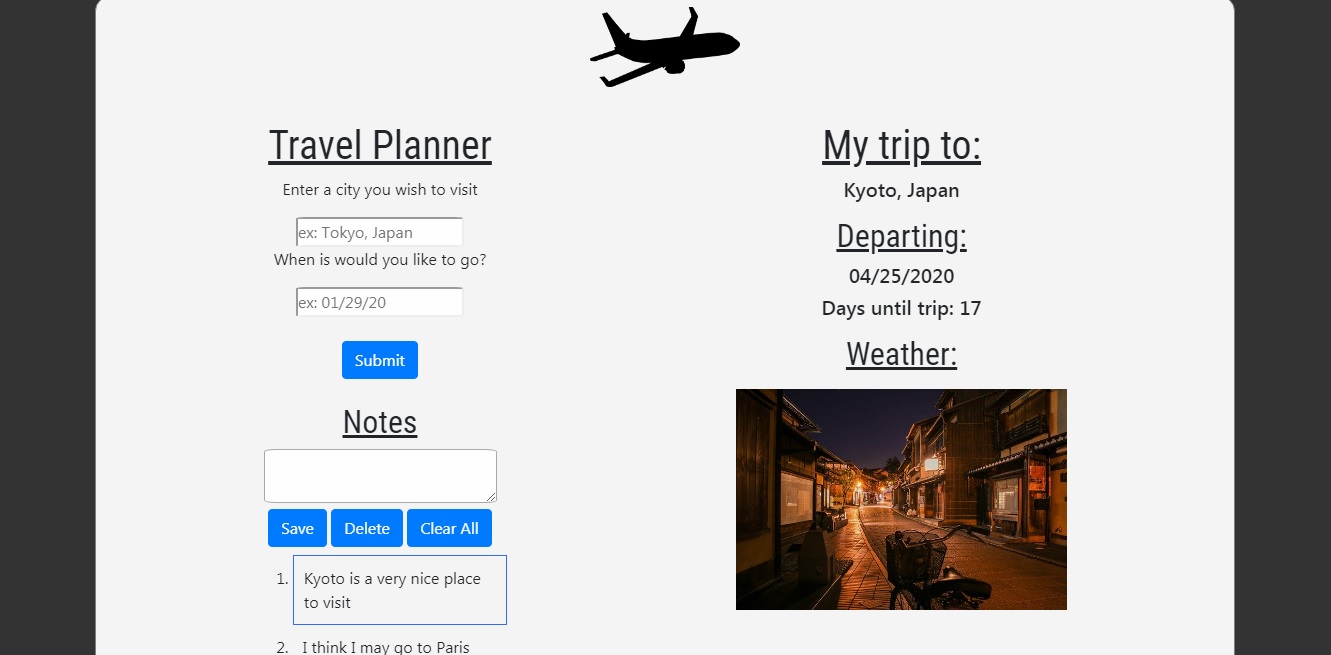 Travel Planner
Enter a city you wish to visit
ex: Tokyo, Japan
When is would you like to go?
ex: 01/29/20
Submit
Notes
Save Delete Clear All
1. Kyoto is a very nice place
to visit
2. I think I may go to Paris
My trip to:
Kyoto, Japan
Departing:
04/25/2020
Days until trip: 17
Weather: